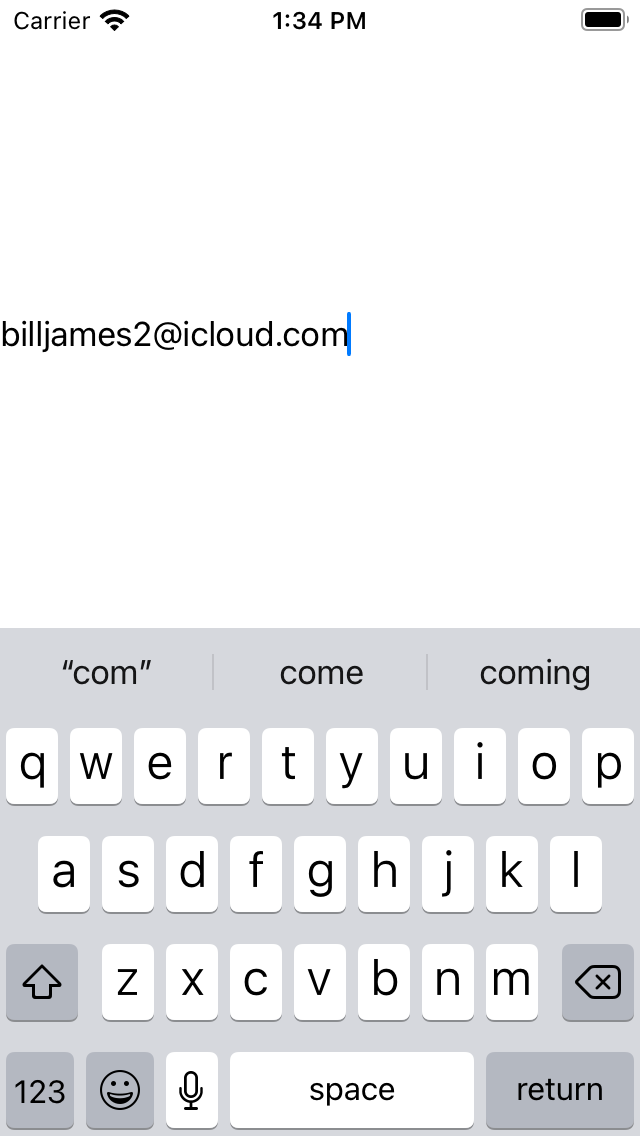 Carrier 1:34 PM
billjames2@icloud.com
“com” come coming
q w e r t y u i o p
a s d f g h j k l
z x c v b n m
123 space return